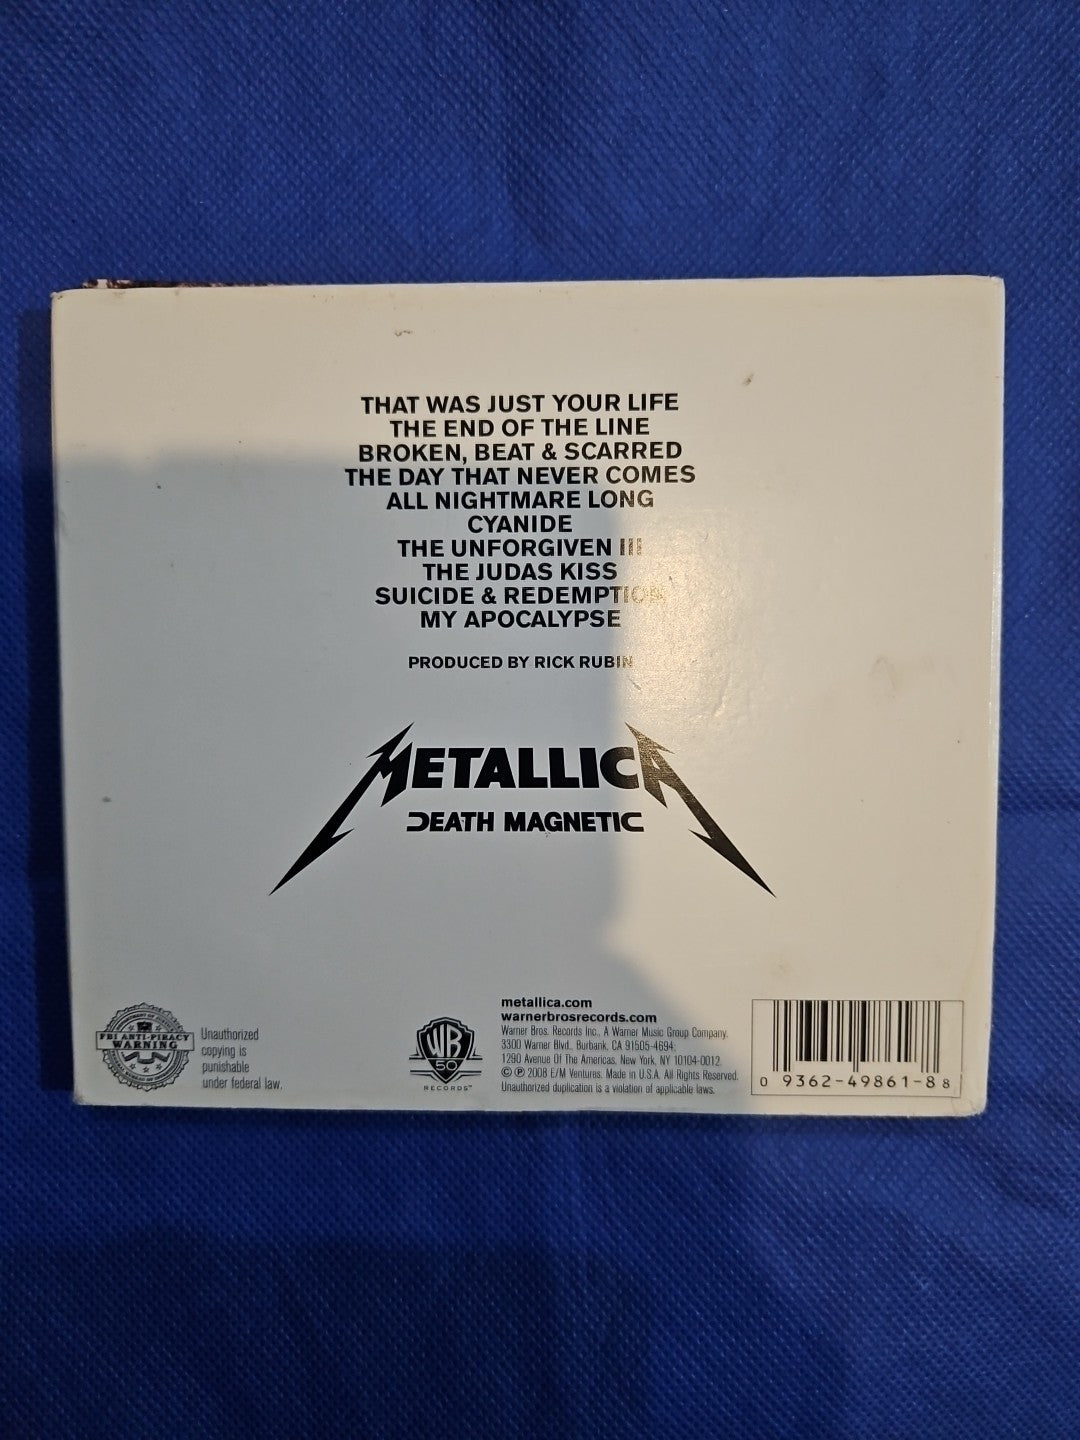 THAT WAS JUST YOUR LIFE
THE END OF THE LINE
BROKEN, BEAT & SCARRED
THE DAY THAT NEVER COMES
ALL NIGHTMARE LONG
CYANIDE
THE UNFORGIVEN III
THE JUDAS KISS
SUICIDE & REDEMPTION
MY APOCALYPSE
PRODUCED BY RICK RUBIN
METALLICA
DEATH MAGNETIC
FBI ANTI-PIRACY
WARNING
Unauthorized
copying is
punishable
under federal law.
WB
50
RECORDS
metallica.com
warnerbrosrecords.com
Warner Bros. Records Inc., A Warner Music Group Company.
3300 Warner Blvd., Burbank, CA 91505-4694;
1290 Avenue Of The Americas, New York, NY 10104-0012.
© ℗ 2008 E/M Ventures. Made in U.S.A. All Rights Reserved.
Unauthorized duplication is a violation of applicable laws.
0 9362-49861-8 8